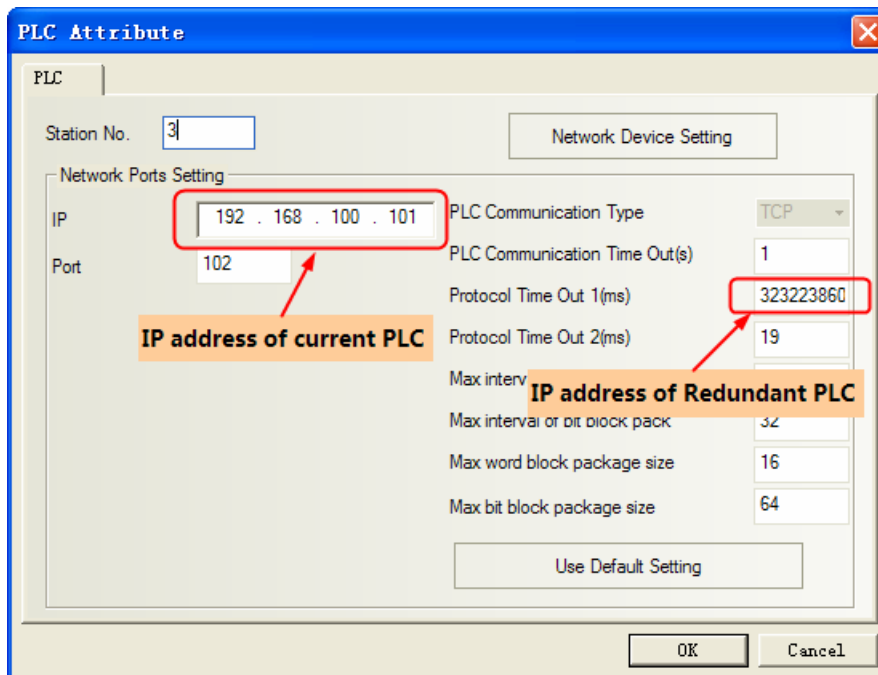 PLC Attribute
PLC
Station No. 3
Network Device Setting
Network Ports Setting
IP 192 . 168 . 100 . 101
Port 102
PLC Communication Type TCP
PLC Communication Time Out(s) 1
Protocol Time Out 1(ms) 323223860
Protocol Time Out 2(ms) 19
IP address of current PLC
Max interv
IP address of Redundant PLC
Max interval of bit block pack 32
Max word block package size 16
Max bit block package size 64
Use Default Setting
OK Cancel